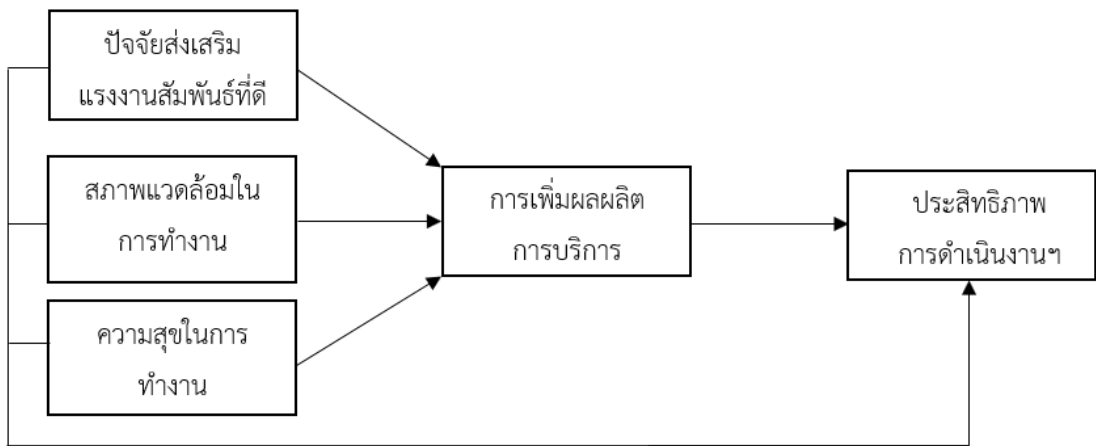 ปัจจัยส่งเสริม
แรงงานสัมพันธ์ที่ดี
สภาพแวดล้อมใน
การทำงาน
ความสุขในการ
ทำงาน
การเพิ่มผลผลิต
การบริการ
ประสิทธิภาพ
การดำเนินงานฯ